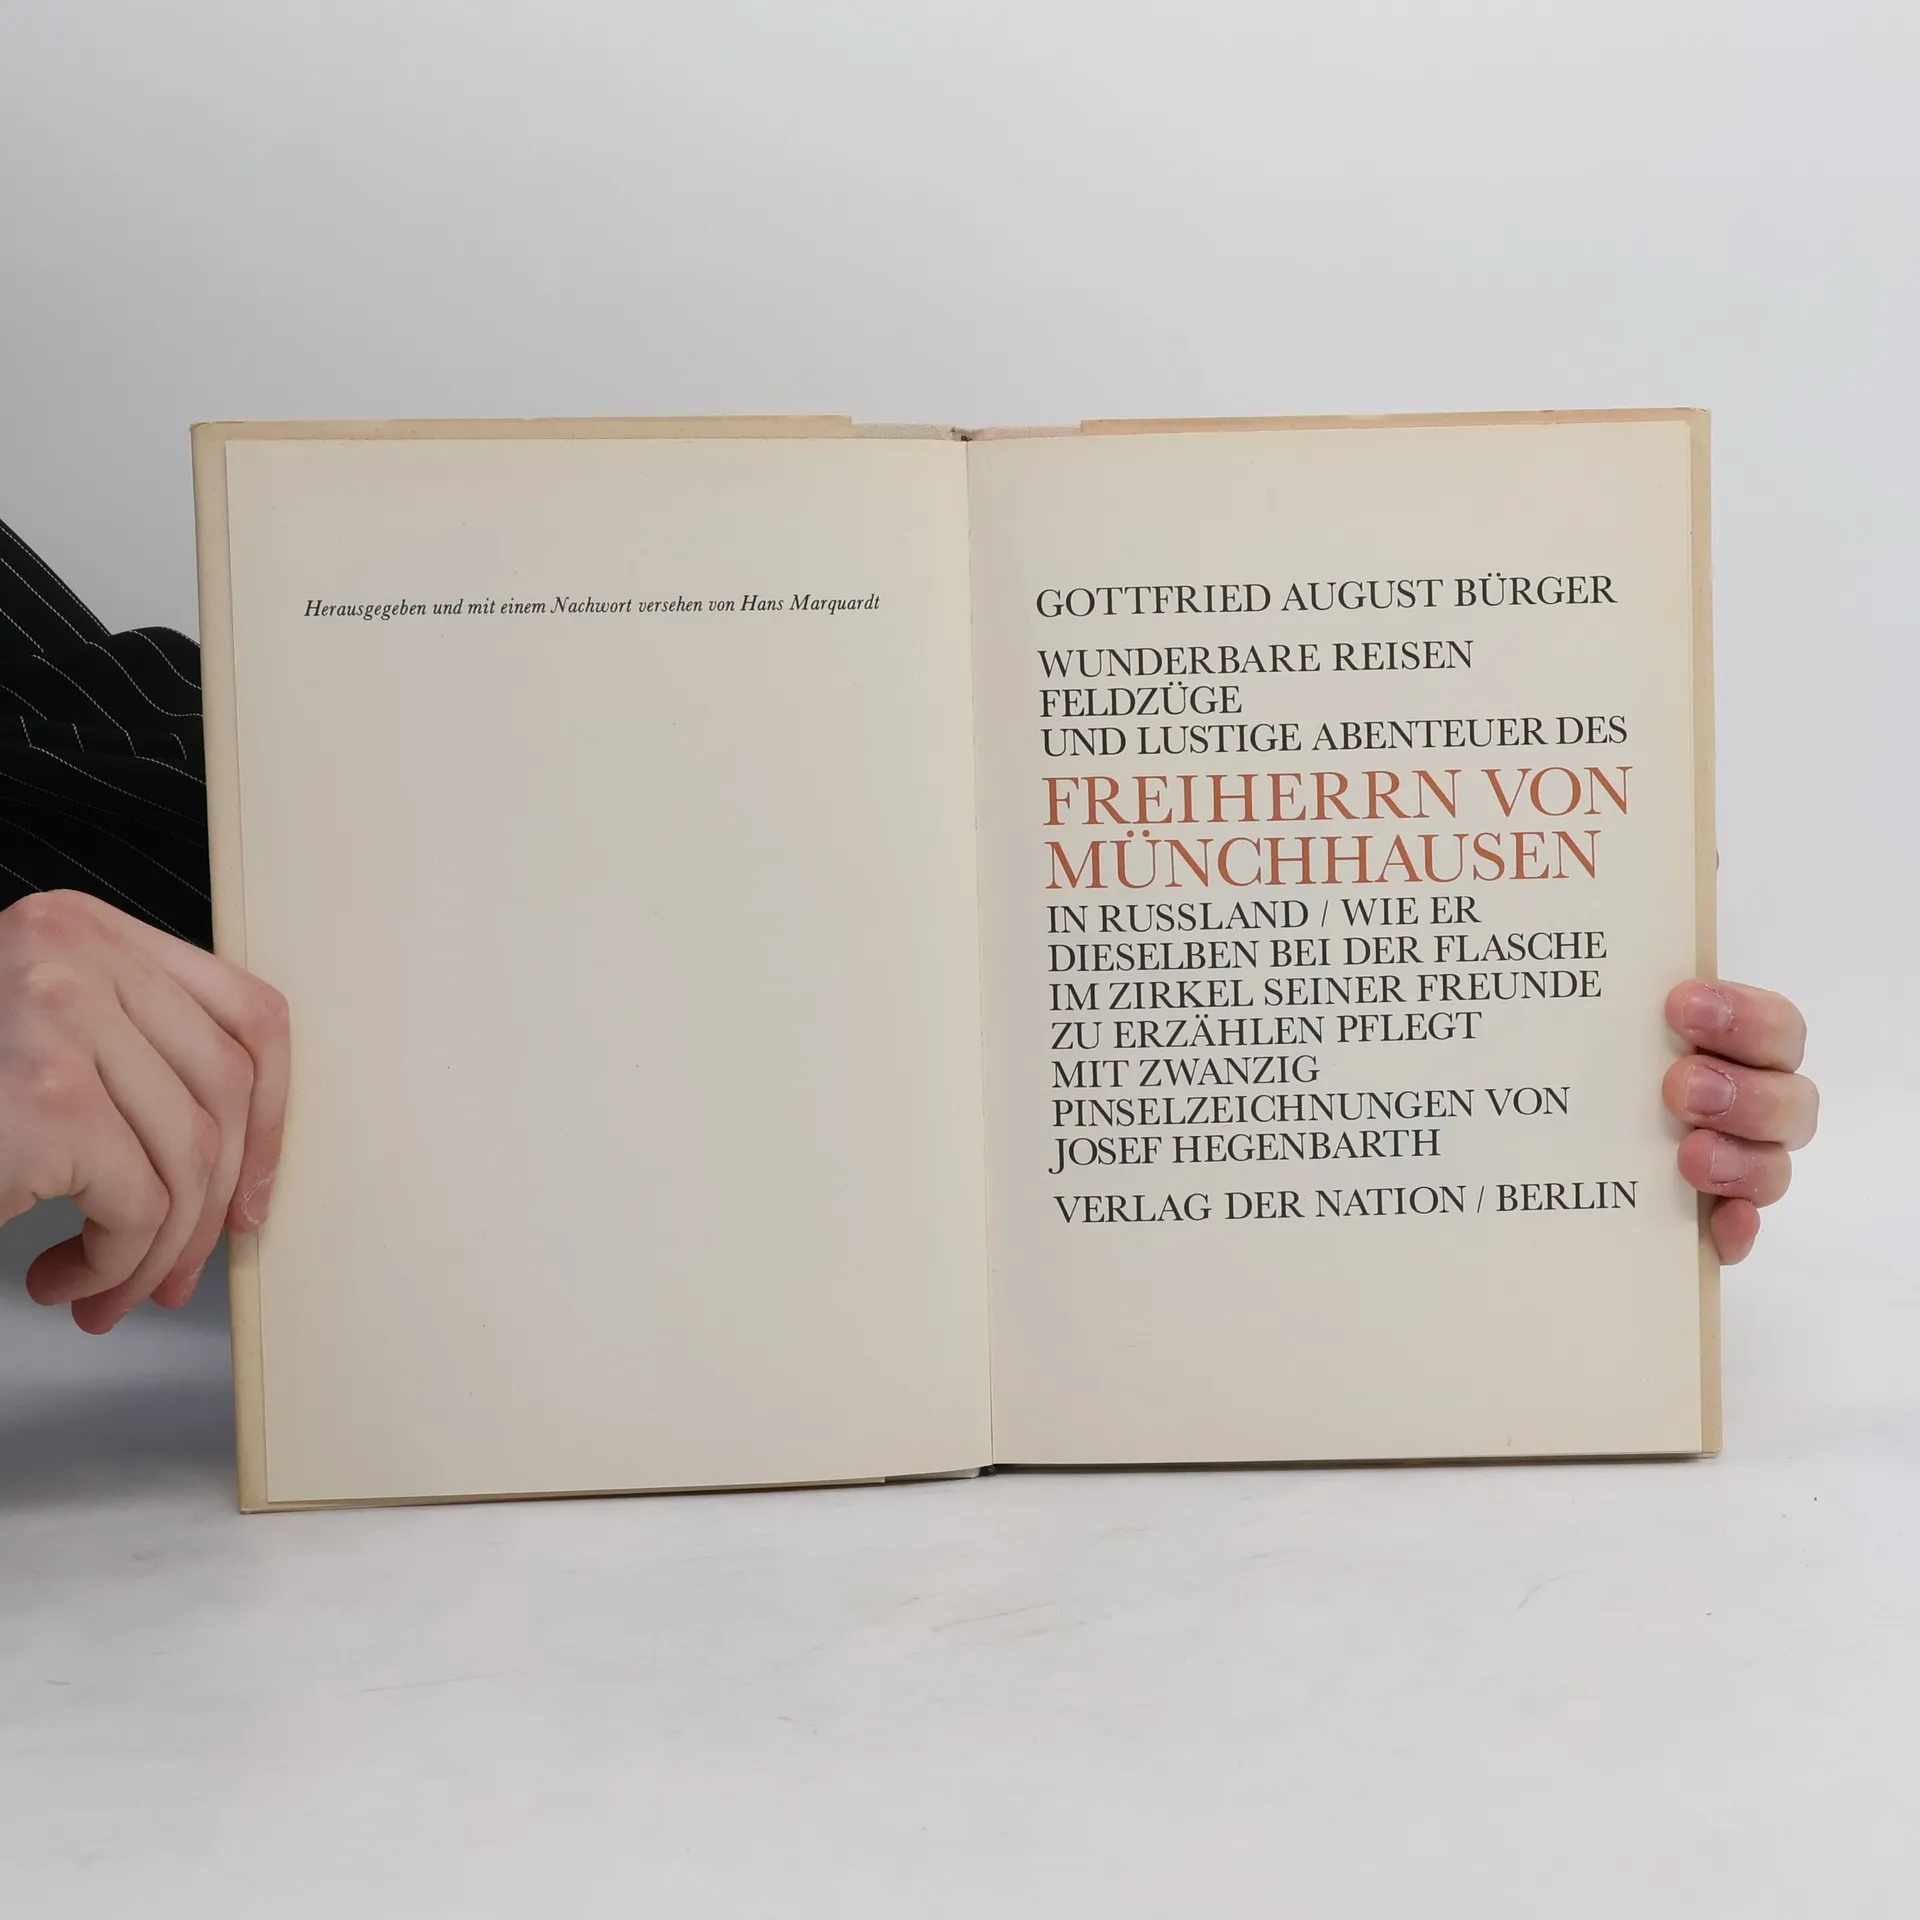 Herausgegeben und mit einem Nachwort versehen von Hans Marquardt
GOTTFRIED AUGUST BÜRGER
WUNDERBARE REISEN
FELDZÜGE
UND LUSTIGE ABENTEUER DES
FREIHERRN VON
MÜNCHHAUSEN
IN RUSSLAND / WIE ER
DIESELBEN BEI DER FLASCHE
IM ZIRKEL SEINER FREUNDE
ZU ERZÄHLEN PFLEGT
MIT ZWANZIG
PINSELZEICHNUNGEN VON
JOSEF HEGENBARTH
VERLAG DER NATION / BERLIN